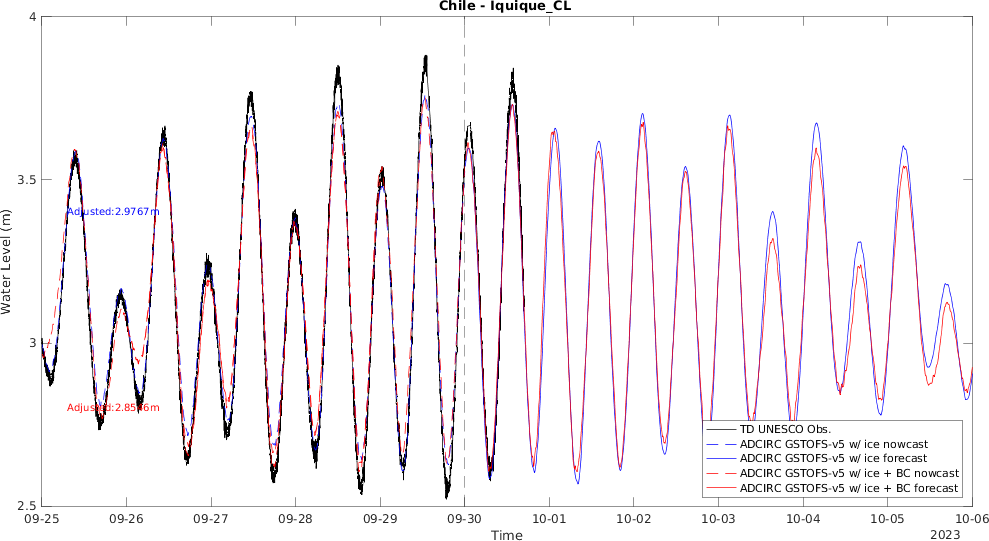 Chile - Iquique_CL
4
3.5
3
2.5
Water Level (m)
Adjusted:2.9767m
Adjusted:2.8576m
TD UNESCO Obs.
ADCIRC GSTOFS-v5 w/ ice nowcast
ADCIRC GSTOFS-v5 w/ ice forecast
ADCIRC GSTOFS-v5 w/ ice + BC nowcast
ADCIRC GSTOFS-v5 w/ ice + BC forecast
09-25 09-26 09-27 09-28 09-29 09-30 10-01 10-02 10-03 10-04 10-05 10-06
Time
2023